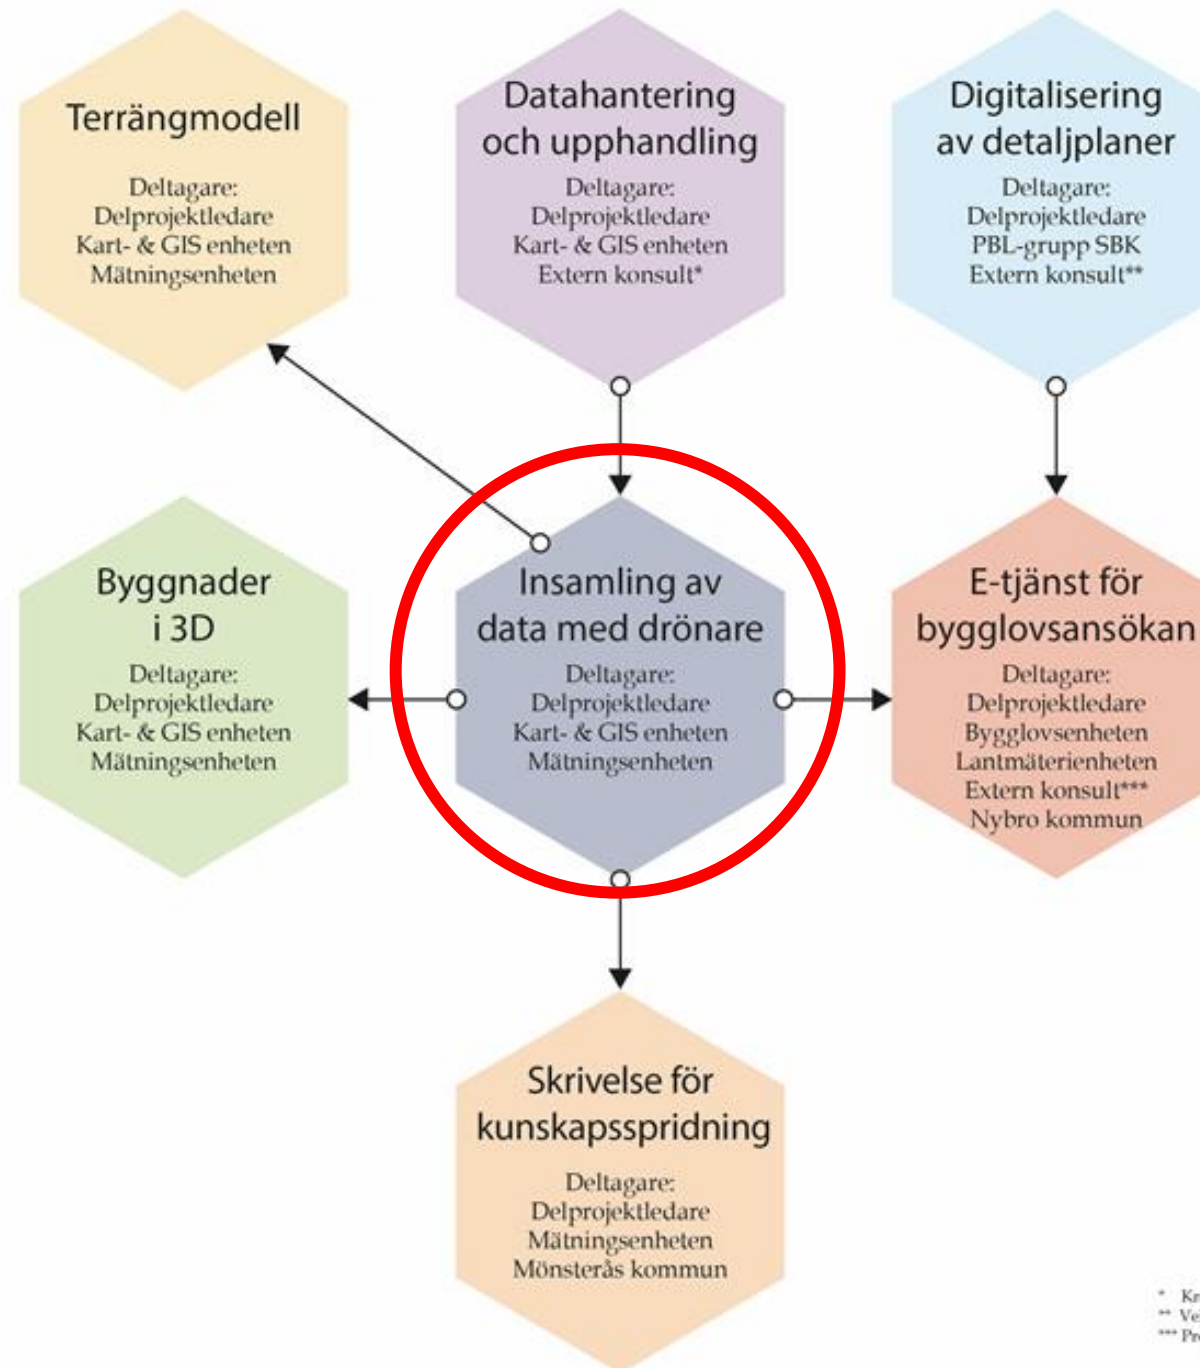 Terrängmodell
Deltagare:
Delprojektledare
Kart- & GIS enheten
Mätningsenheten
Datahantering
och upphandling
Deltagare:
Delprojektledare
Kart- & GIS enheten
Extern konsult*
Digitalisering
av detaljplaner
Deltagare:
Delprojektledare
PBL-grupp SBK
Extern konsult**
Byggnader
i 3D
Deltagare:
Delprojektledare
Kart- & GIS enheten
Mätningsenheten
Insamling av
data med drönare
Deltagare:
Delprojektledare
Kart- & GIS enheten
Mätningsenheten
E-tjänst för
bygglovsansökan
Deltagare:
Delprojektledare
Bygglovsenheten
Lantmäterienheten
Extern konsult***
Nybro kommun
Skrivelse för
kunskapsspridning
Deltagare:
Delprojektledare
Mätningsenheten
Mönsterås kommun
*
**
***